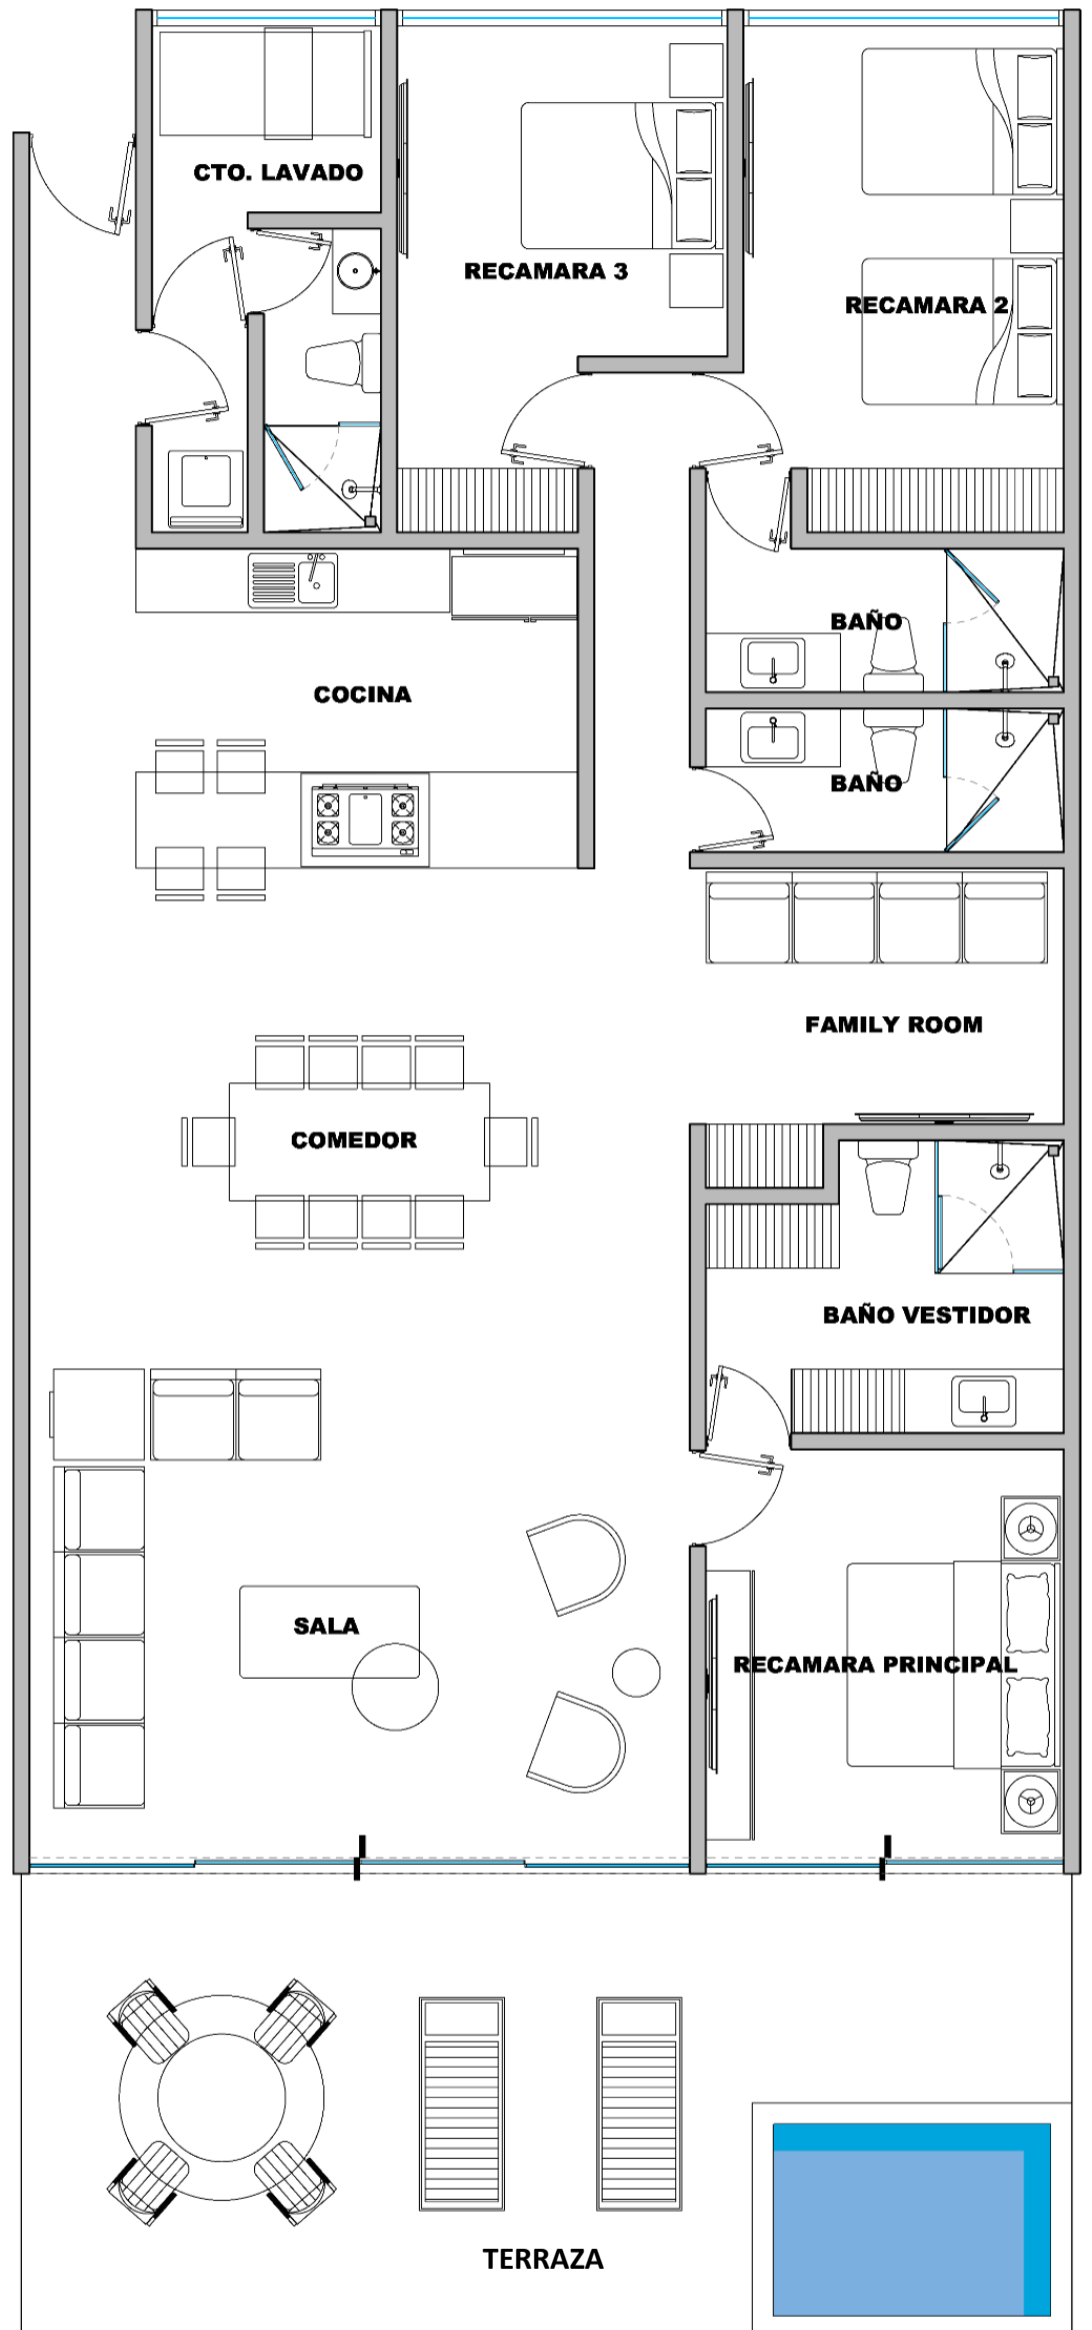 CTO. LAVADO
RECAMARA 3
RECAMARA 2
BAÑO
COCINA
BAÑO
FAMILY ROOM
COMEDOR
BAÑO VESTIDOR
SALA
RECAMARA PRINCIPAL
TERRAZA